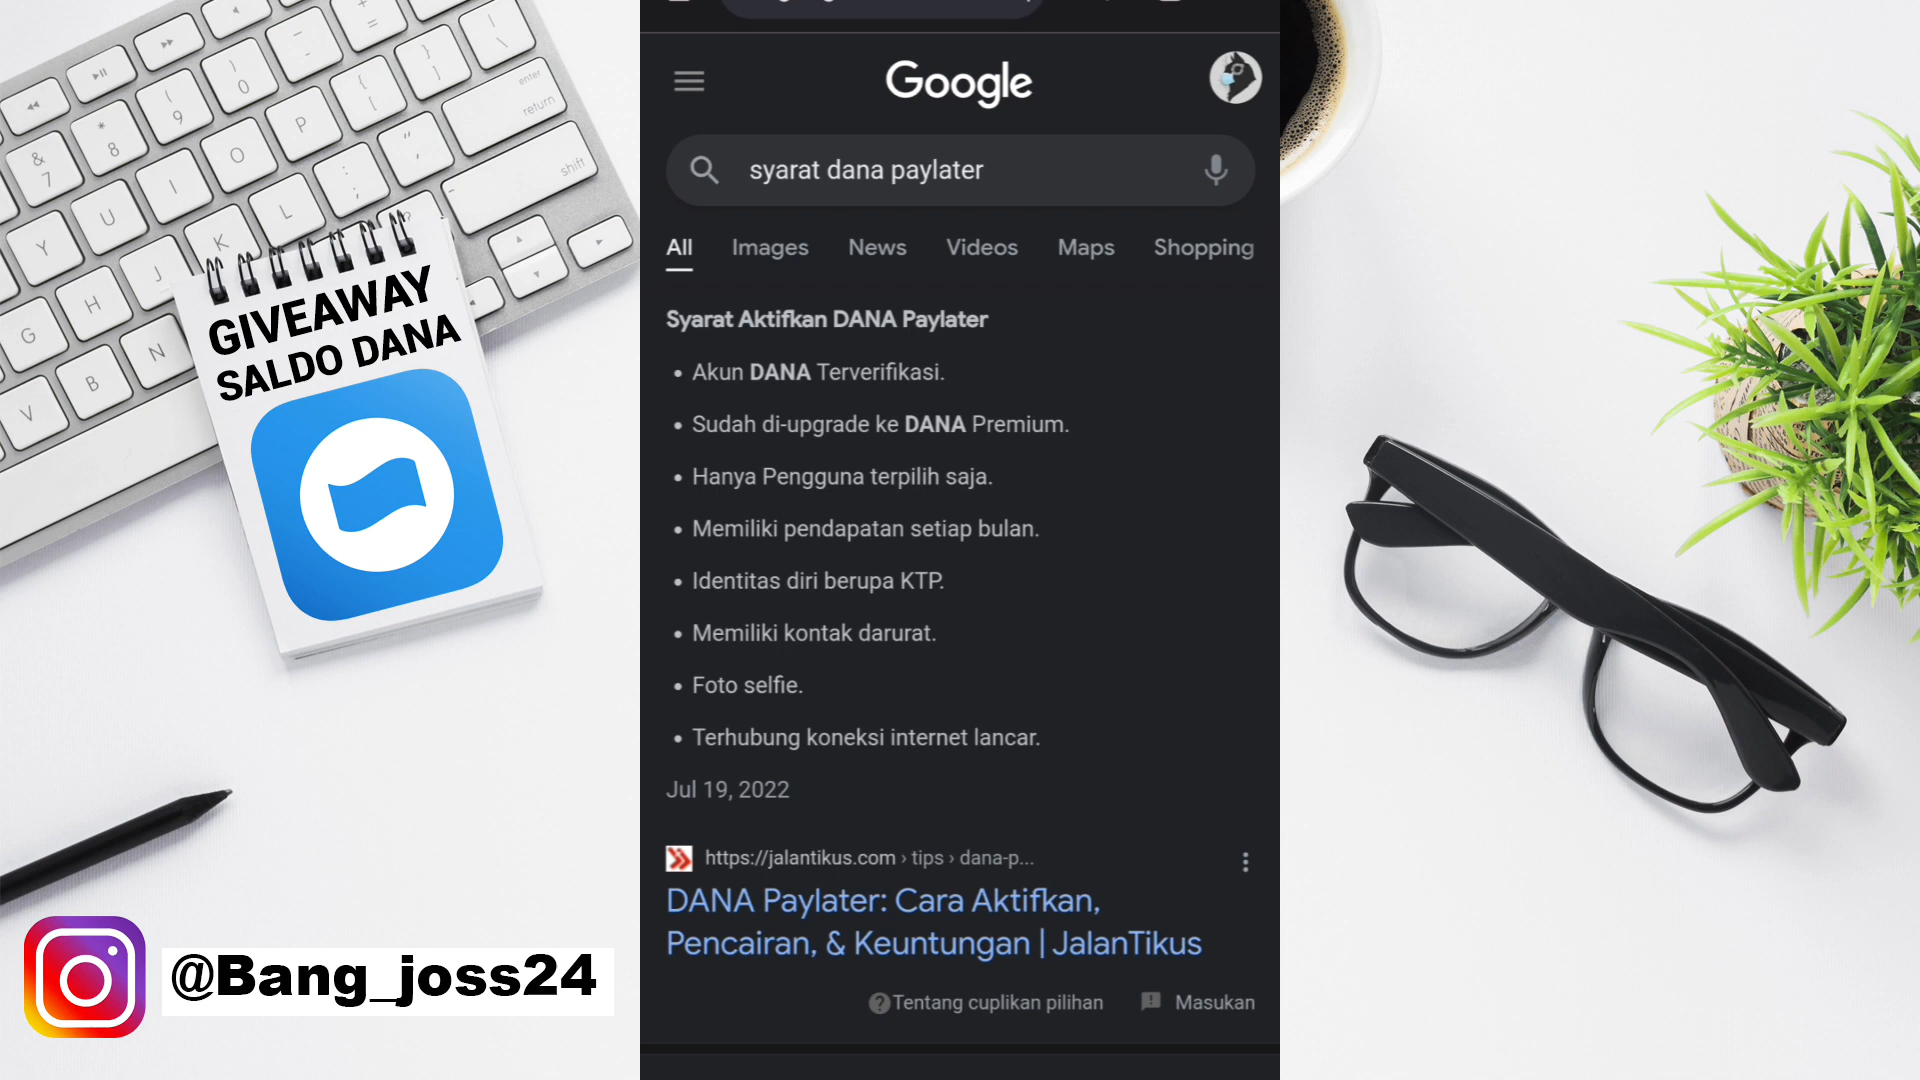 GIVEAWAY
SALDO DANA
@Bang_joss24
Google
syarat dana paylater
All Images News Videos Maps Shopping
Syarat Aktifkan DANA Paylater
• Akun DANA Terverifikasi.
• Sudah di-upgrade ke DANA Premium.
• Hanya Pengguna terpilih saja.
• Memiliki pendapatan setiap bulan.
• Identitas diri berupa KTP.
• Memiliki kontak darurat.
• Foto selfie.
• Terhubung koneksi internet lancar.
Jul 19, 2022
https://jalantikus.com › tips › dana-p...
DANA Paylater: Cara Aktifkan,
Pencairan, & Keuntungan | JalanTikus
Tentang cuplikan pilihan Masukan